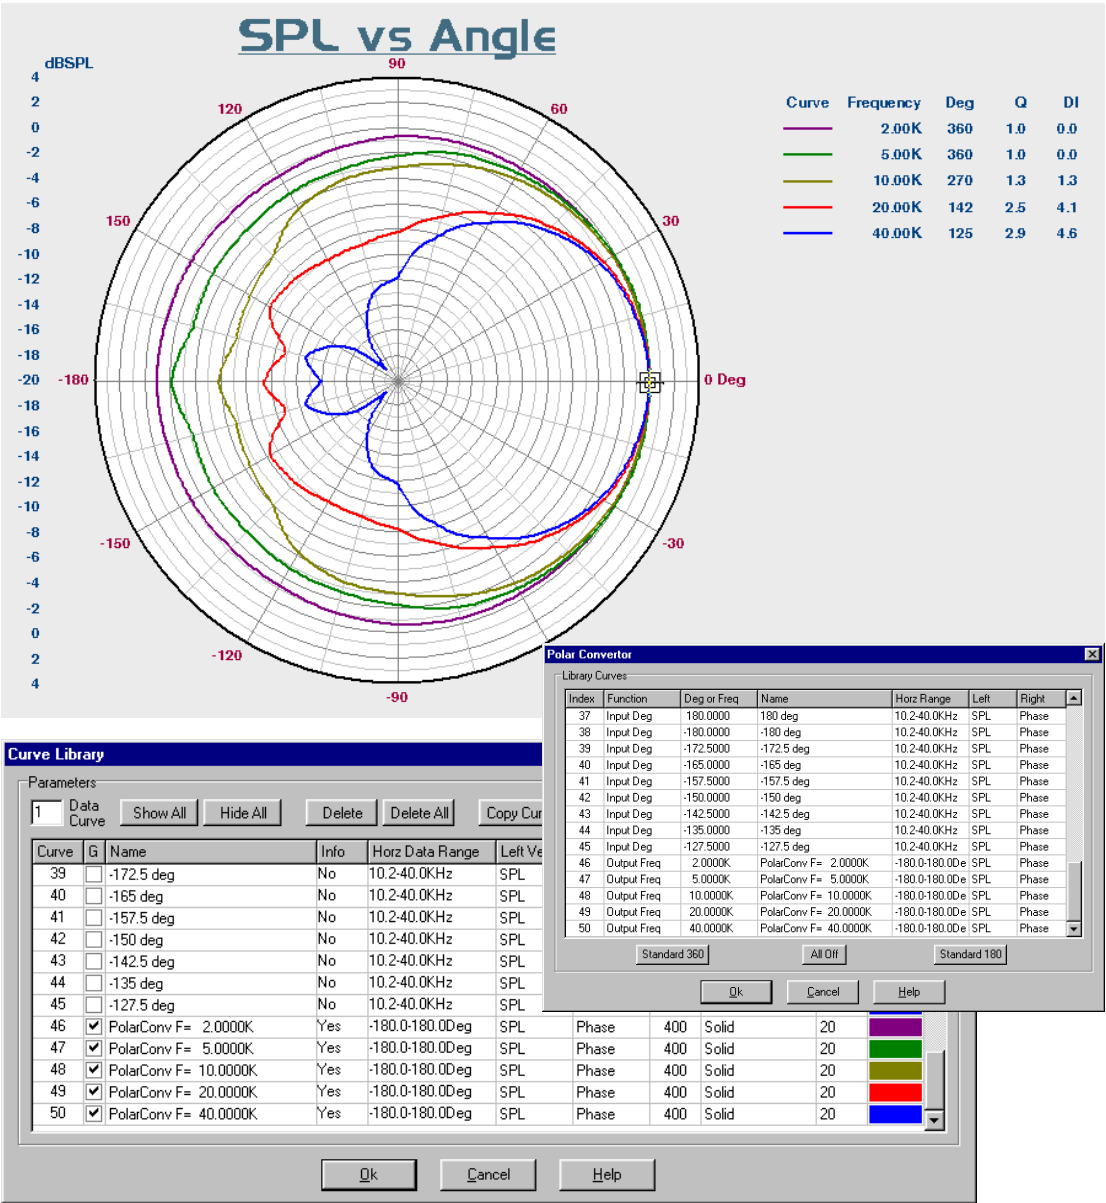 SPL vs Angle
dBSPL
4
2
0
-2
-4
-6
-8
-10
-12
-14
-16
-18
-20
-18
-16
-14
-12
-10
-8
-6
-4
-2
0
2
4
90
120
60
150
30
-180
0 Deg
-150
-30
-120
-90
Curve Frequency Deg Q DI
2.00K 360 1.0 0.0
5.00K 360 1.0 0.0
10.00K 270 1.3 1.3
20.00K 142 2.5 4.1
40.00K 125 2.9 4.6
Polar Convertor
Library Curves
Index Function Deg or Freq Name Horz Range Left Right
37 Input Deg 180.0000 180 deg 10.2-40.0KHz SPL Phase
38 Input Deg -180.0000 -180 deg 10.2-40.0KHz SPL Phase
39 Input Deg -172.5000 -172.5 deg 10.2-40.0KHz SPL Phase
40 Input Deg -165.0000 -165 deg 10.2-40.0KHz SPL Phase
41 Input Deg -157.5000 -157.5 deg 10.2-40.0KHz SPL Phase
42 Input Deg -150.0000 -150 deg 10.2-40.0KHz SPL Phase
43 Input Deg -142.5000 -142.5 deg 10.2-40.0KHz SPL Phase
44 Input Deg -135.0000 -135 deg 10.2-40.0KHz SPL Phase
45 Input Deg -127.5000 -127.5 deg 10.2-40.0KHz SPL Phase
46 Output Freq 2.0000K PolarConv F= 2.0000K -180.0-180.0De SPL Phase
47 Output Freq 5.0000K PolarConv F= 5.0000K -180.0-180.0De SPL Phase
48 Output Freq 10.0000K PolarConv F= 10.0000K -180.0-180.0De SPL Phase
49 Output Freq 20.0000K PolarConv F= 20.0000K -180.0-180.0De SPL Phase
50 Output Freq 40.0000K PolarConv F= 40.0000K -180.0-180.0De SPL Phase
Standard 360 All Off Standard 180
Ok Cancel Help
Curve Library
Parameters
1 Data Curve Show All Hide All Delete Delete All Copy Cur
Curve G Name Info Horz Data Range Left Ve
39 -172.5 deg No 10.2-40.0KHz SPL
40 -165 deg No 10.2-40.0KHz SPL
41 -157.5 deg No 10.2-40.0KHz SPL
42 -150 deg No 10.2-40.0KHz SPL
43 -142.5 deg No 10.2-40.0KHz SPL
44 -135 deg No 10.2-40.0KHz SPL
45 -127.5 deg No 10.2-40.0KHz SPL
46 PolarConv F= 2.0000K Yes -180.0-180.0Deg SPL Phase 400 Solid 20
47 PolarConv F= 5.0000K Yes -180.0-180.0Deg SPL Phase 400 Solid 20
48 PolarConv F= 10.0000K Yes -180.0-180.0Deg SPL Phase 400 Solid 20
49 PolarConv F= 20.0000K Yes -180.0-180.0Deg SPL Phase 400 Solid 20
50 PolarConv F= 40.0000K Yes -180.0-180.0Deg SPL Phase 400 Solid 20
Ok Cancel Help